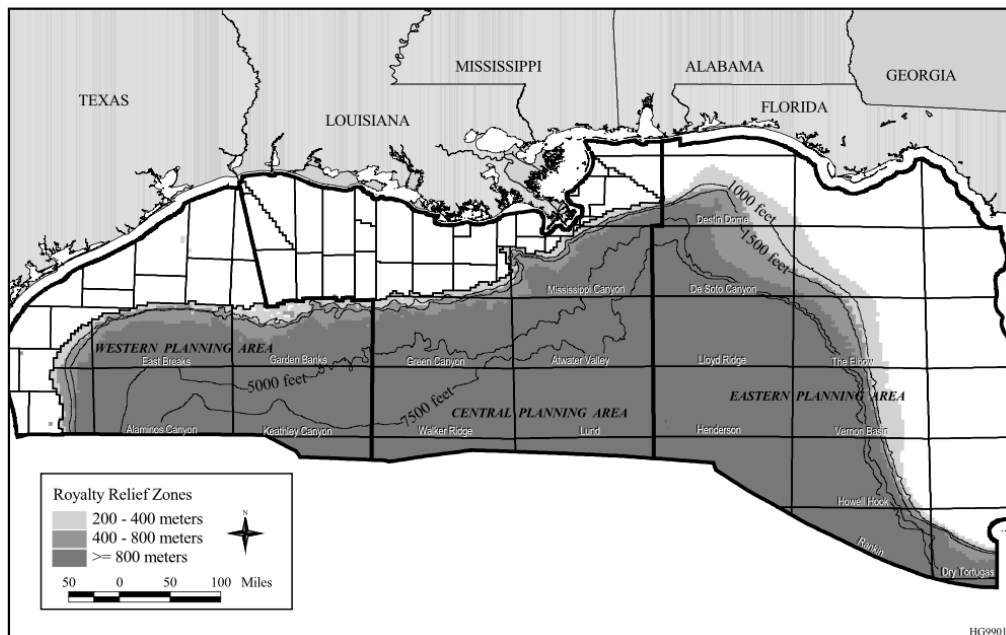 MISSISSIPPI
ALABAMA
GEORGIA
TEXAS
FLORIDA
LOUISIANA
1000 feet
Destin Dome
1500 feet
Mississippi Canyon
De Soto Canyon
WESTERN PLANNING AREA
East Breaks
Garden Banks
Green Canyon
Atwater Valley
Lloyd Ridge
The Elbow
5000 feet
7500 feet
EASTERN PLANNING AREA
CENTRAL PLANNING AREA
Alaminos Canyon
Keathley Canyon
Walker Ridge
Lund
Henderson
Vernon Basin
Howell Hook
Rankin
Dry Tortugas
Royalty Relief Zones
200 - 400 meters
400 - 800 meters
>= 800 meters
N
50 0 50 100 Miles
HG9901